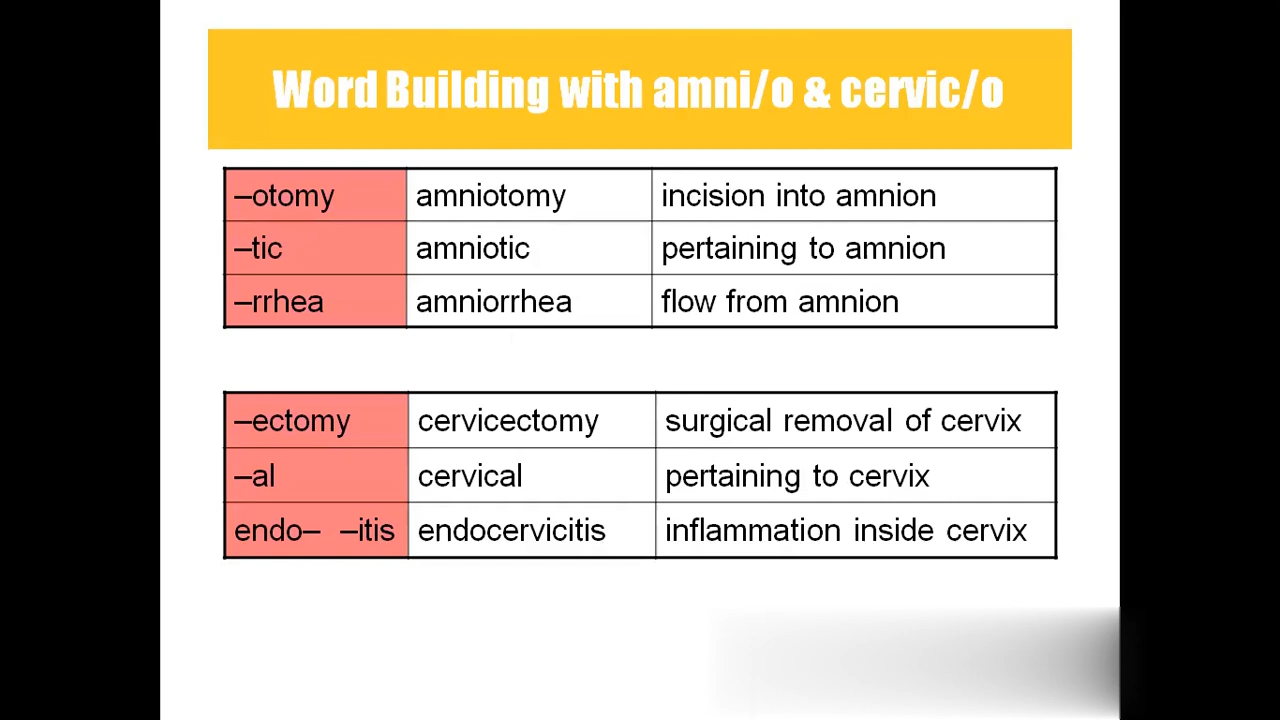 Word Building with amni/o & cervic/o
–otomy amniotomy incision into amnion
–tic amniotic pertaining to amnion
–rrhea amniorrhea flow from amnion
–ectomy cervicectomy surgical removal of cervix
–al cervical pertaining to cervix
endo– –itis endocervicitis inflammation inside cervix